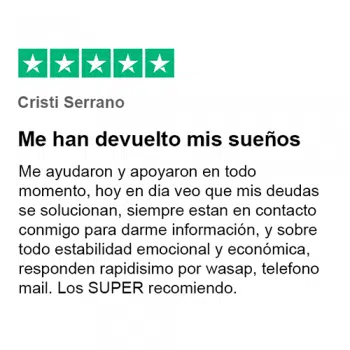 Cristi Serrano
Me han devuelto mis sueños
Me ayudaron y apoyaron en todo
momento, hoy en dia veo que mis deudas
se solucionan, siempre estan en contacto
conmigo para darme información, y sobre
todo estabilidad emocional y económica,
responden rapidisimo por wasap, telefono
mail. Los SUPER recomiendo.